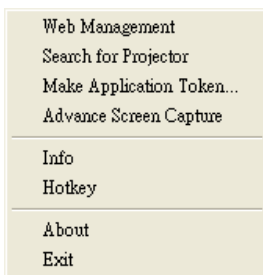 Web Management
Search for Projector
Make Application Token...
Advance Screen Capture
Info
Hotkey
About
Exit